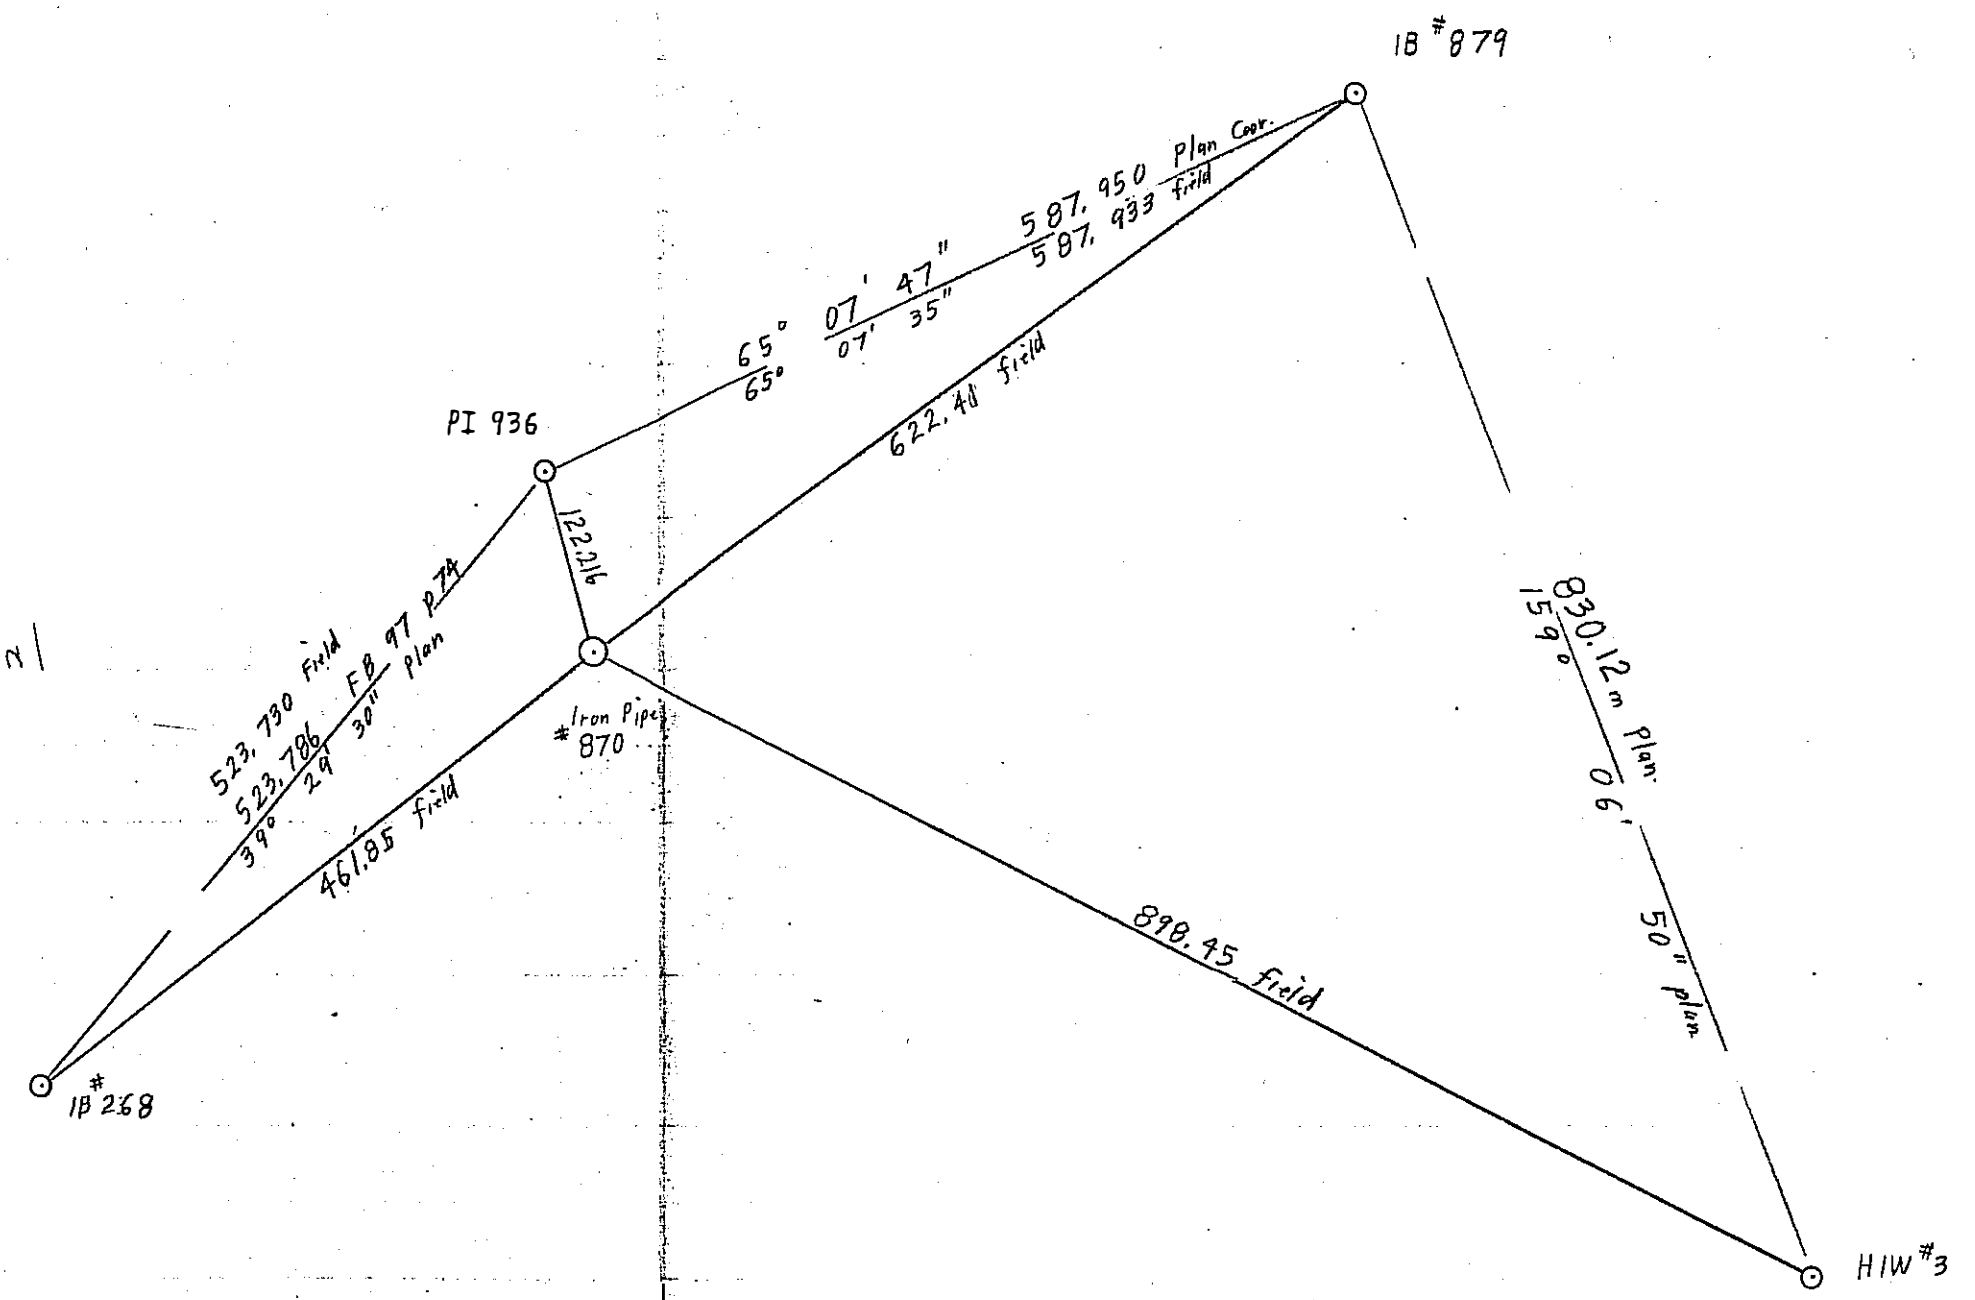 IB #879
587.950 Plan Coor.
587.933 field
65° 07' 47"
65° 07' 35"
622.41 field
PI 936
122.216
N
523.730 Field
523.786 FB 97 P.74
39° 29' 30" plan
461.85 field
Iron Pipe
#870
830.12 m plan
159° 06' 50" plan
898.45 field
IB #268
HIW #3